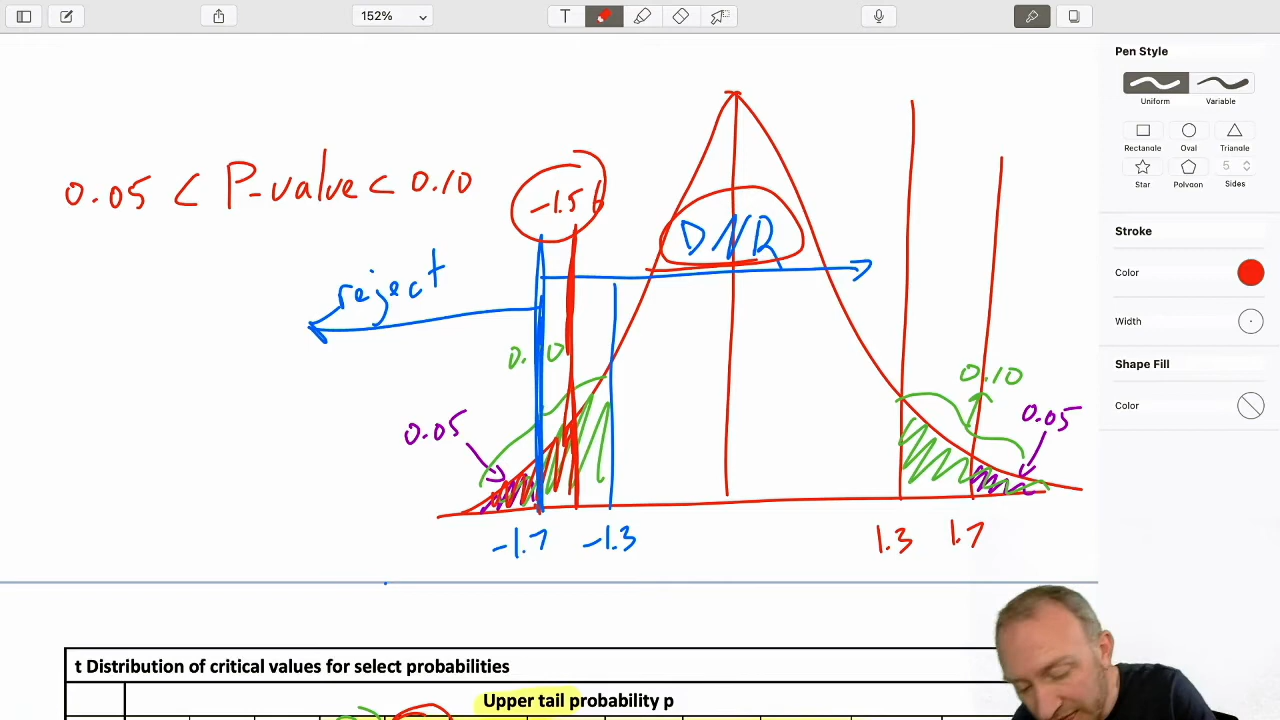 152%
T
Pen Style
Uniform
Variable
Rectangle
Oval
Triangle
Star
Polygon
5
Sides
Stroke
Color
Width
Shape Fill
Color
0.05 < P-value < 0.10
-1.56
DNR
reject
0.10
0.10
0.05
0.05
-1.7
-1.3
1.3
1.7
t Distribution of critical values for select probabilities
Upper tail probability p